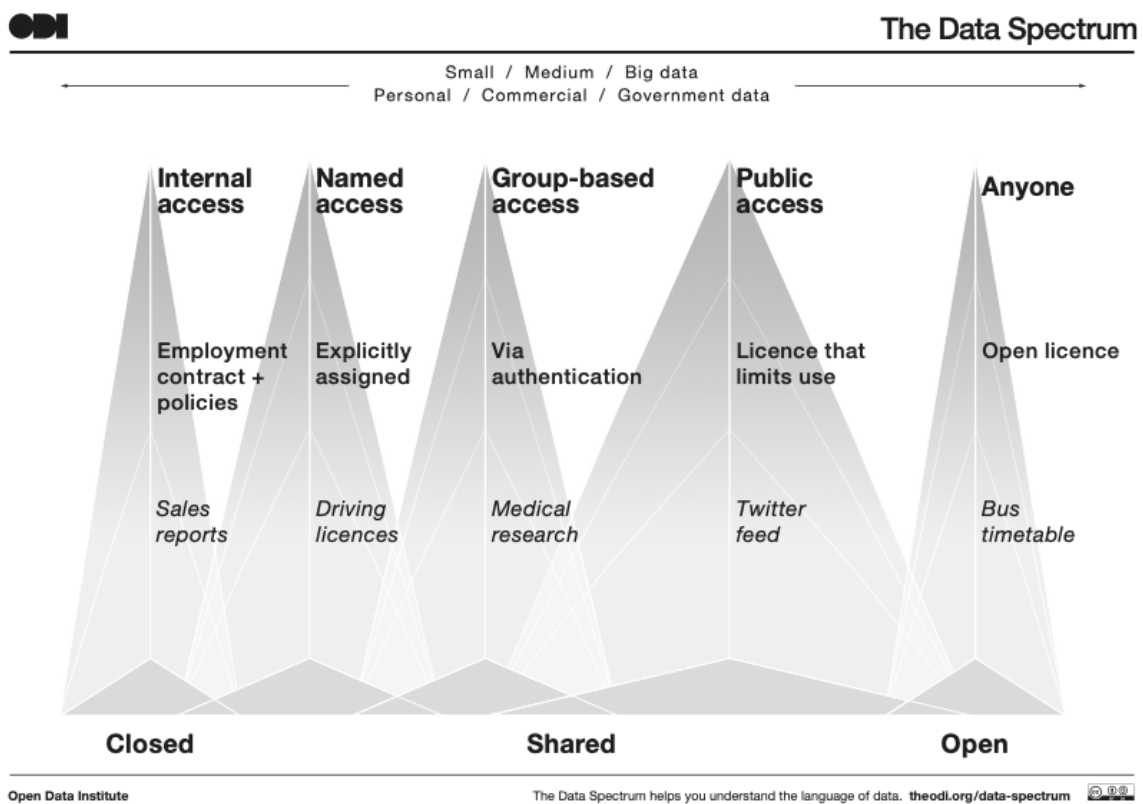 ODI
The Data Spectrum
Small / Medium / Big data
Personal / Commercial / Government data
Internal
access
Named
access
Group-based
access
Public
access
Anyone
Employment
contract +
policies
Explicitly
assigned
Via
authentication
Licence that
limits use
Open licence
Sales
reports
Driving
licences
Medical
research
Twitter
feed
Bus
timetable
Closed
Shared
Open
Open Data Institute
The Data Spectrum helps you understand the language of data. theodi.org/data-spectrum